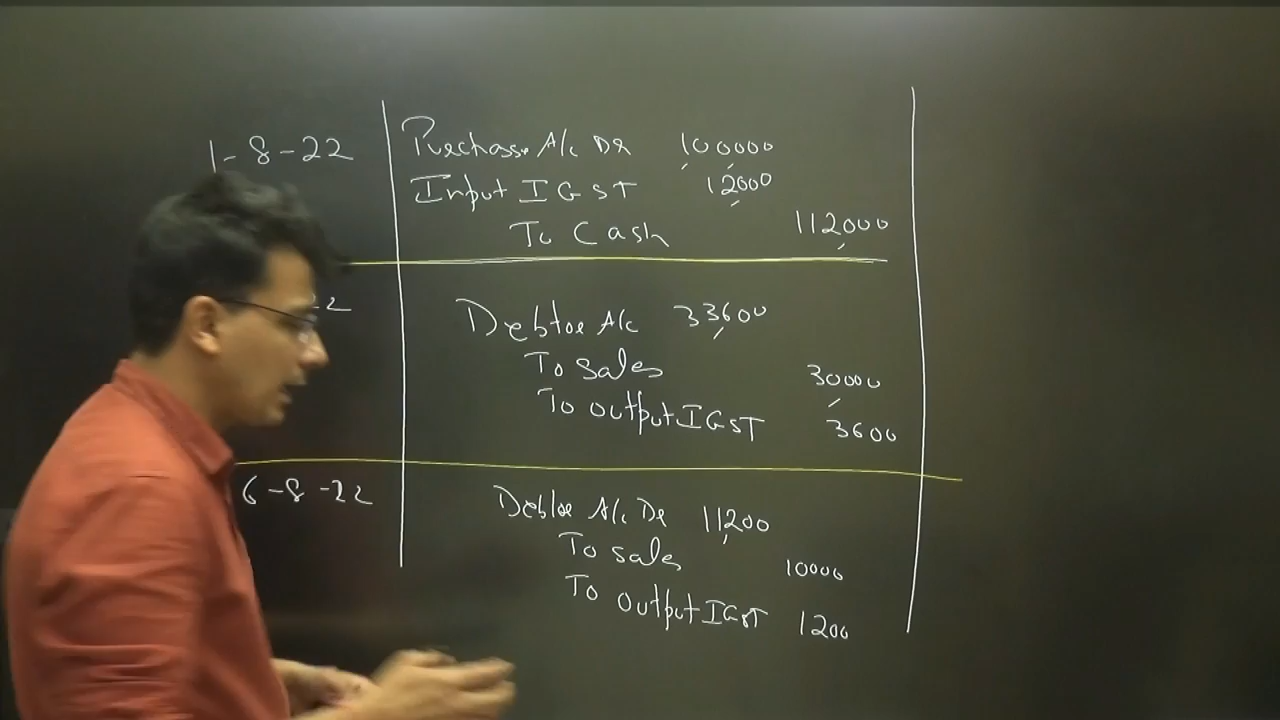 1-8-22 Purchase A/c Dr 100000
Input IGST 12000
To Cash 112000
Debtor A/c 33600
To Sales 30000
To output IGST 3600
6-8-22 Debtor A/c Dr 11200
To Sales 10000
To output IGST 1200